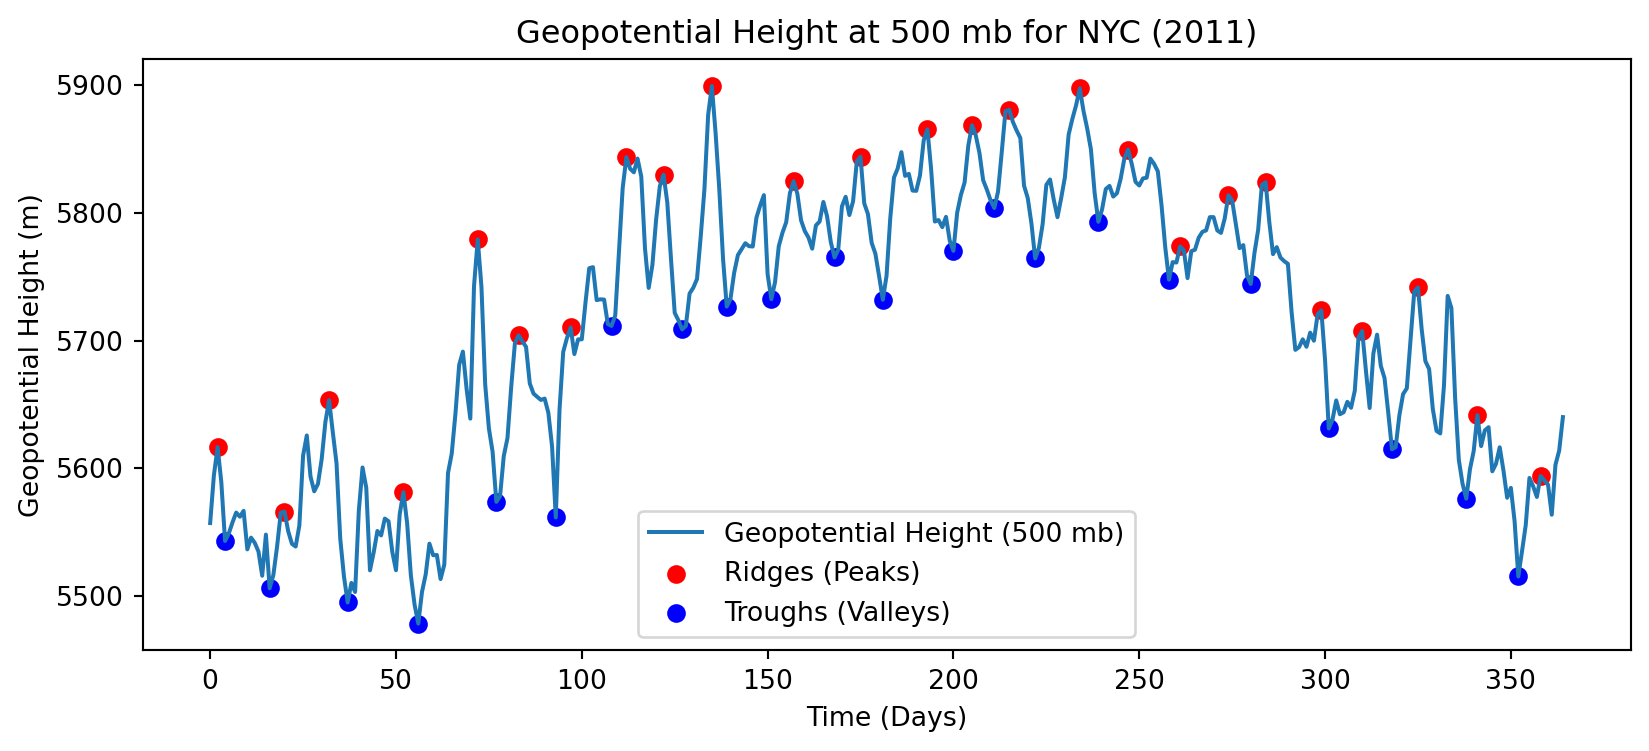 Geopotential Height at 500 mb for NYC (2011)
Geopotential Height (m)
5900
5800
5700
5600
5500
Geopotential Height (500 mb)
Ridges (Peaks)
Troughs (Valleys)
0 50 100 150 200 250 300 350
Time (Days)